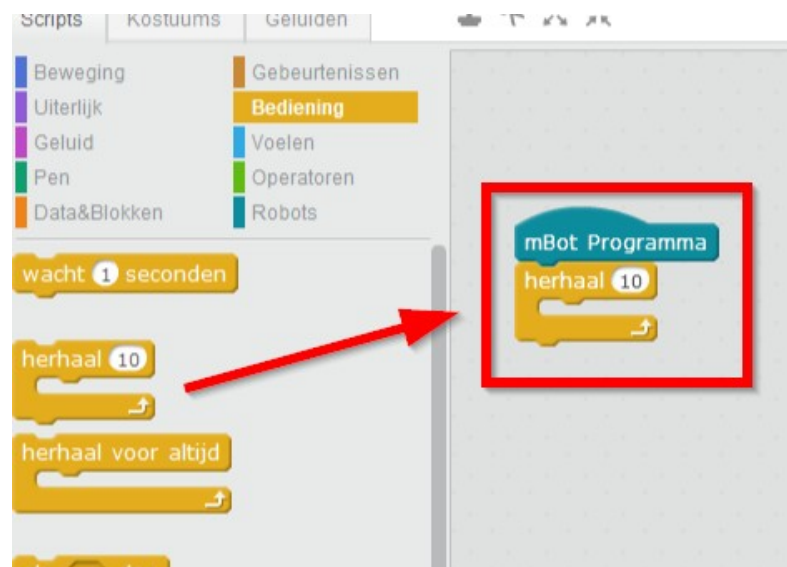 Scripts Kostuums Geluiden
Beweging Gebeurtenissen
Uiterlijk Bediening
Geluid Voelen
Pen Operatoren
Data&Blokken Robots
wacht 1 seconden
herhaal 10
herhaal voor altijd
mBot Programma
herhaal 10